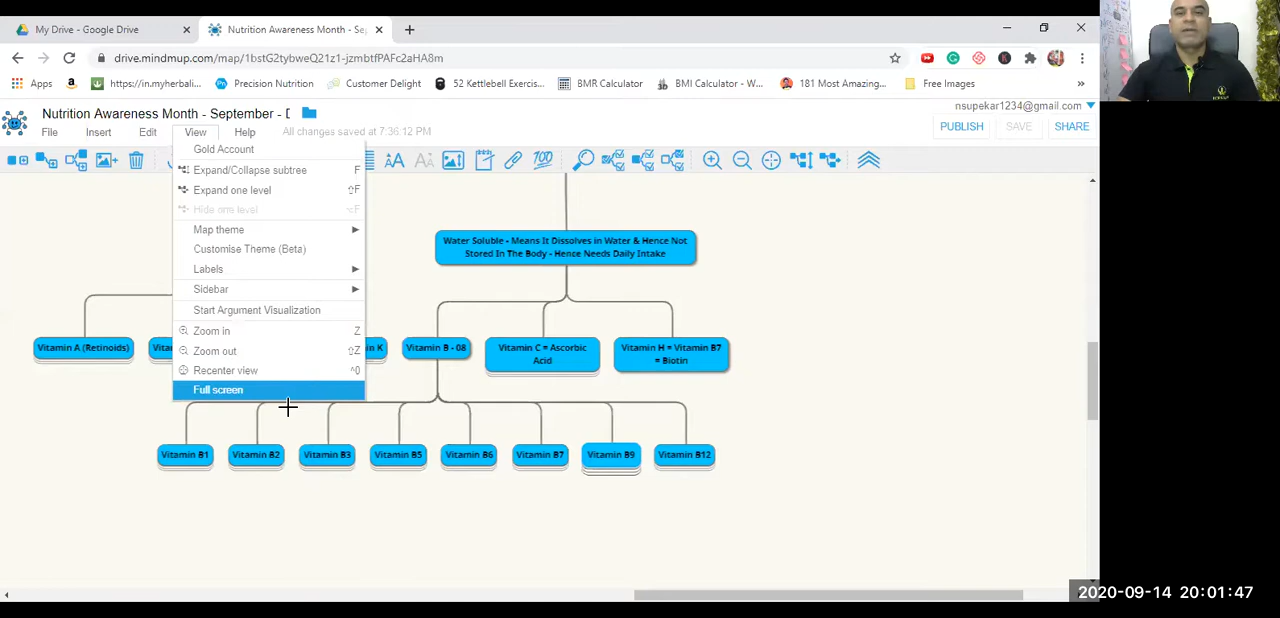 My Drive - Google Drive
Nutrition Awareness Month - Sep
drive.mindmup.com/map/1bstG2tybweQ21z1-jzmbtfPAFc2aHA8m
Apps
https://in.myherbali...
Precision Nutrition
Customer Delight
52 Kettlebell Exercis...
BMR Calculator
BMI Calculator - W...
181 Most Amazing...
Free Images
Nutrition Awareness Month - September - D
nsupekar1234@gmail.com
File Insert Edit View Help All changes saved at 7:36:12 PM
PUBLISH SAVE SHARE
Gold Account
Expand/Collapse subtree F
Expand one level ⇧F
Hide one level ⌥F
Map theme
Customise Theme (Beta)
Labels
Sidebar
Start Argument Visualization
Zoom in Z
Zoom out ⇧Z
Recenter view ^0
Full screen
Water Soluble - Means It Dissolves in Water & Hence Not
Stored In The Body - Hence Needs Daily Intake
Vitamin A (Retinoids)
K
Vitamin B - 08
Vitamin C = Ascorbic
Acid
Vitamin H = Vitamin B7
= Biotin
Vitamin B1
Vitamin B2
Vitamin B3
Vitamin B5
Vitamin B6
Vitamin B7
Vitamin B9
Vitamin B12
2020-09-14 20:01:47